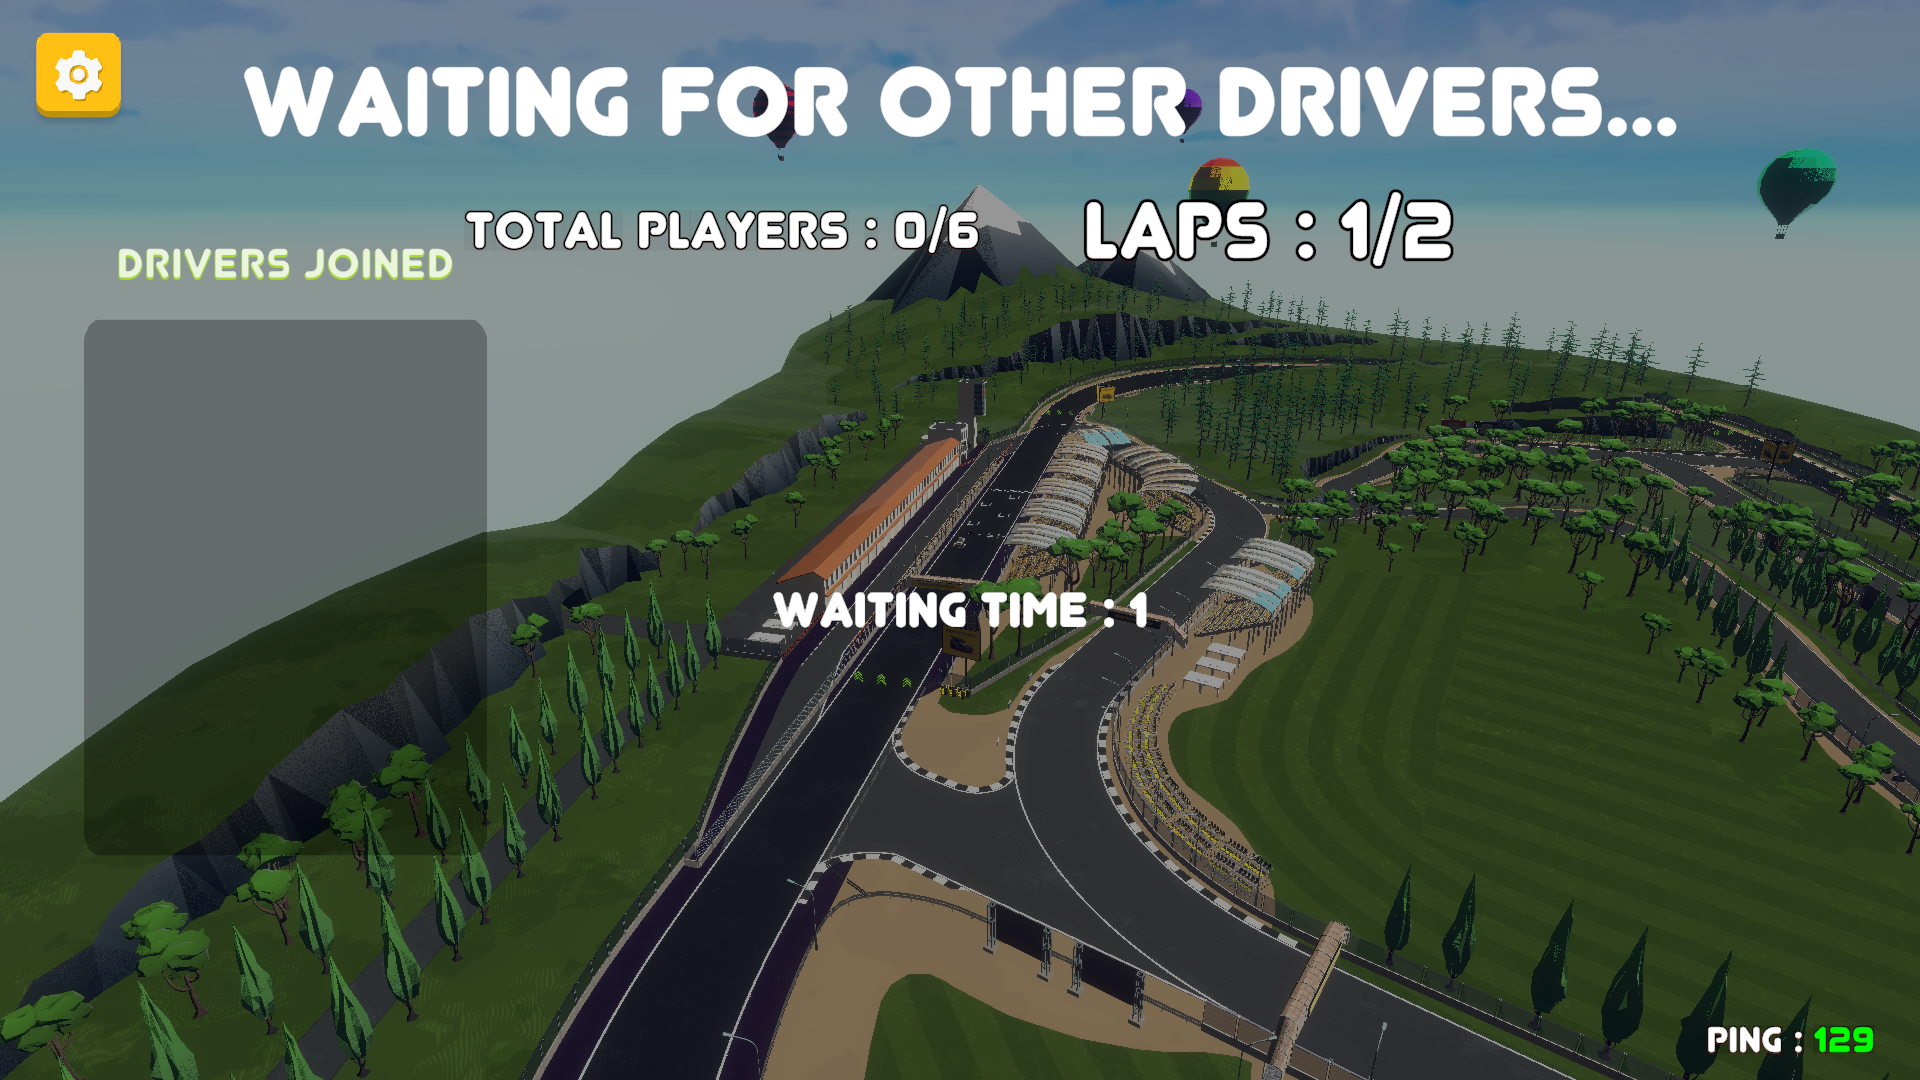 WAITING FOR OTHER DRIVERS...
TOTAL PLAYERS : 0/6
LAPS : 1/2
DRIVERS JOINED
WAITING TIME : 1
PING : 129